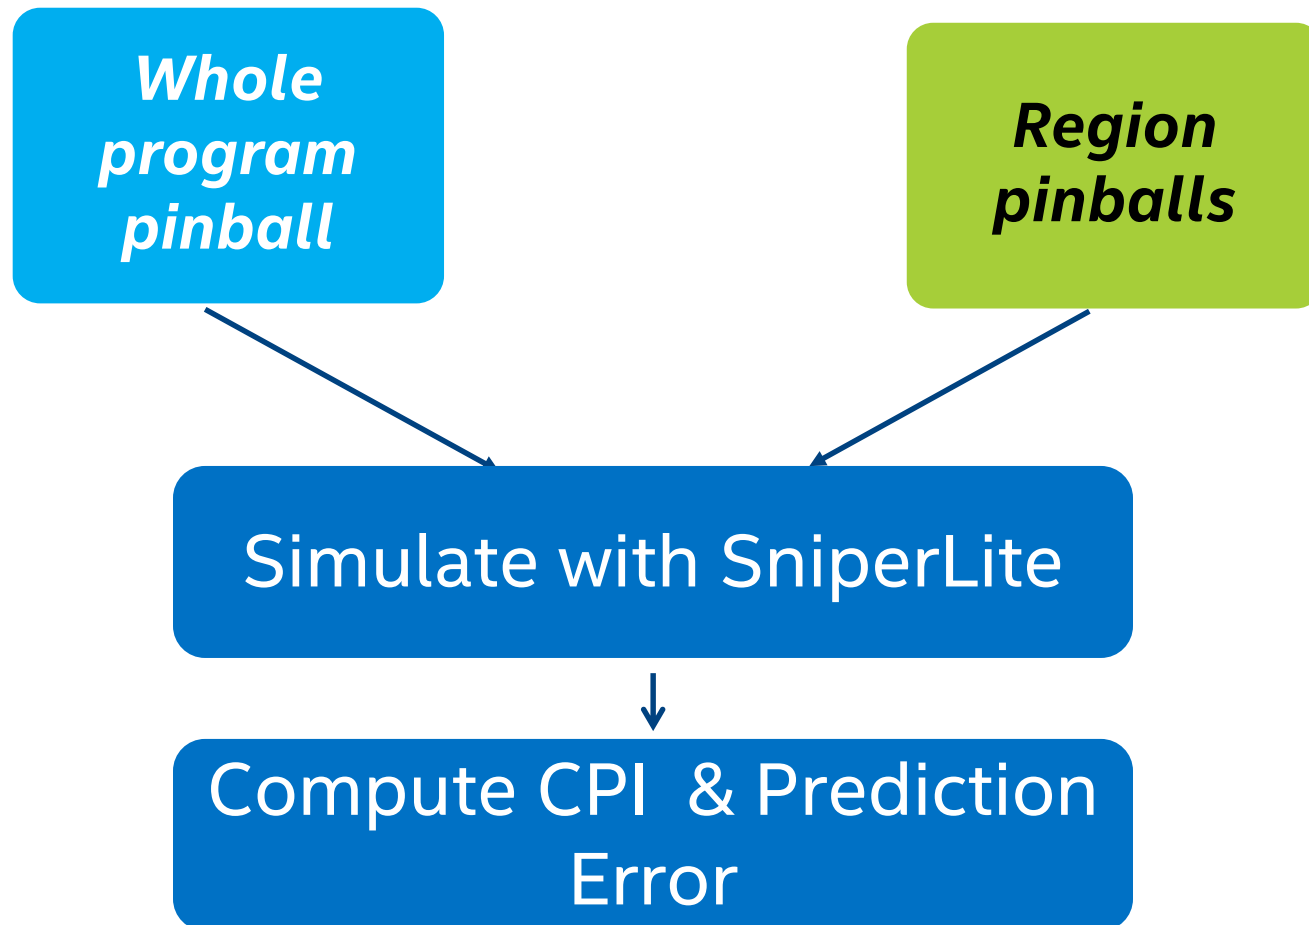 Whole
program
pinball
Region
pinballs
Simulate with SniperLite
Compute CPI  & Prediction
Error